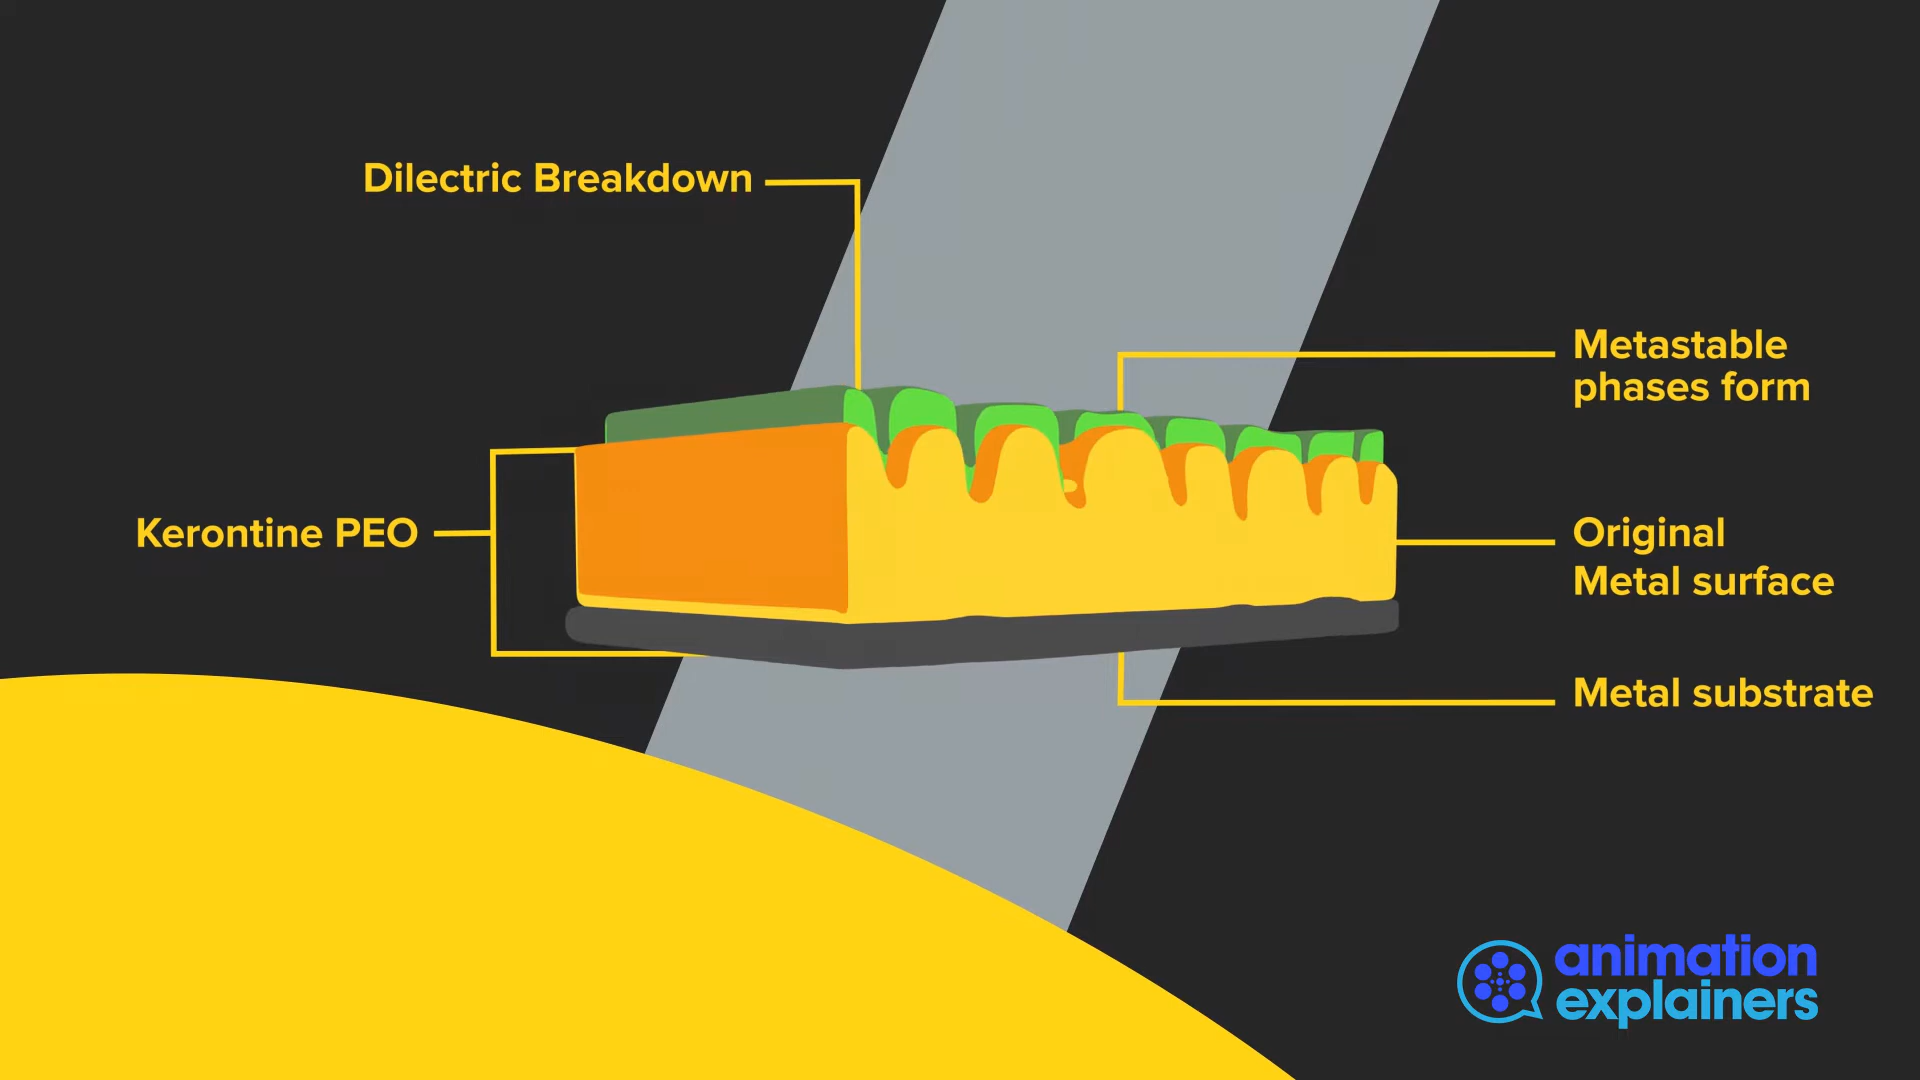 Dilectric Breakdown
Metastable
phases form
Kerontine PEO
Original
Metal surface
Metal substrate
animation
explainers